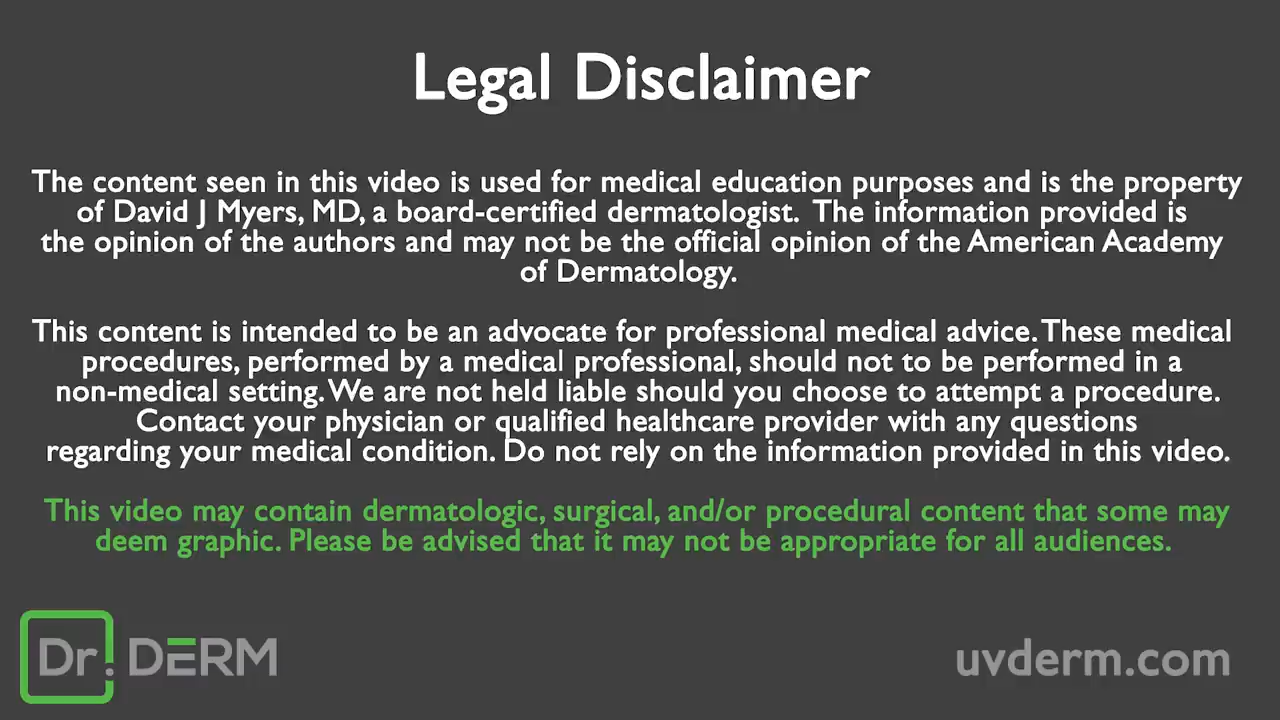 Legal Disclaimer
The content seen in this video is used for medical education purposes and is the property
of David J Myers, MD, a board-certified dermatologist. The information provided is
the opinion of the authors and may not be the official opinion of the American Academy
of Dermatology.
This content is intended to be an advocate for professional medical advice. These medical
procedures, performed by a medical professional, should not to be performed in a
non-medical setting. We are not held liable should you choose to attempt a procedure.
Contact your physician or qualified healthcare provider with any questions
regarding your medical condition. Do not rely on the information provided in this video.
This video may contain dermatologic, surgical, and/or procedural content that some may
deem graphic. Please be advised that it may not be appropriate for all audiences.
Dr. DERM
uvderm.com